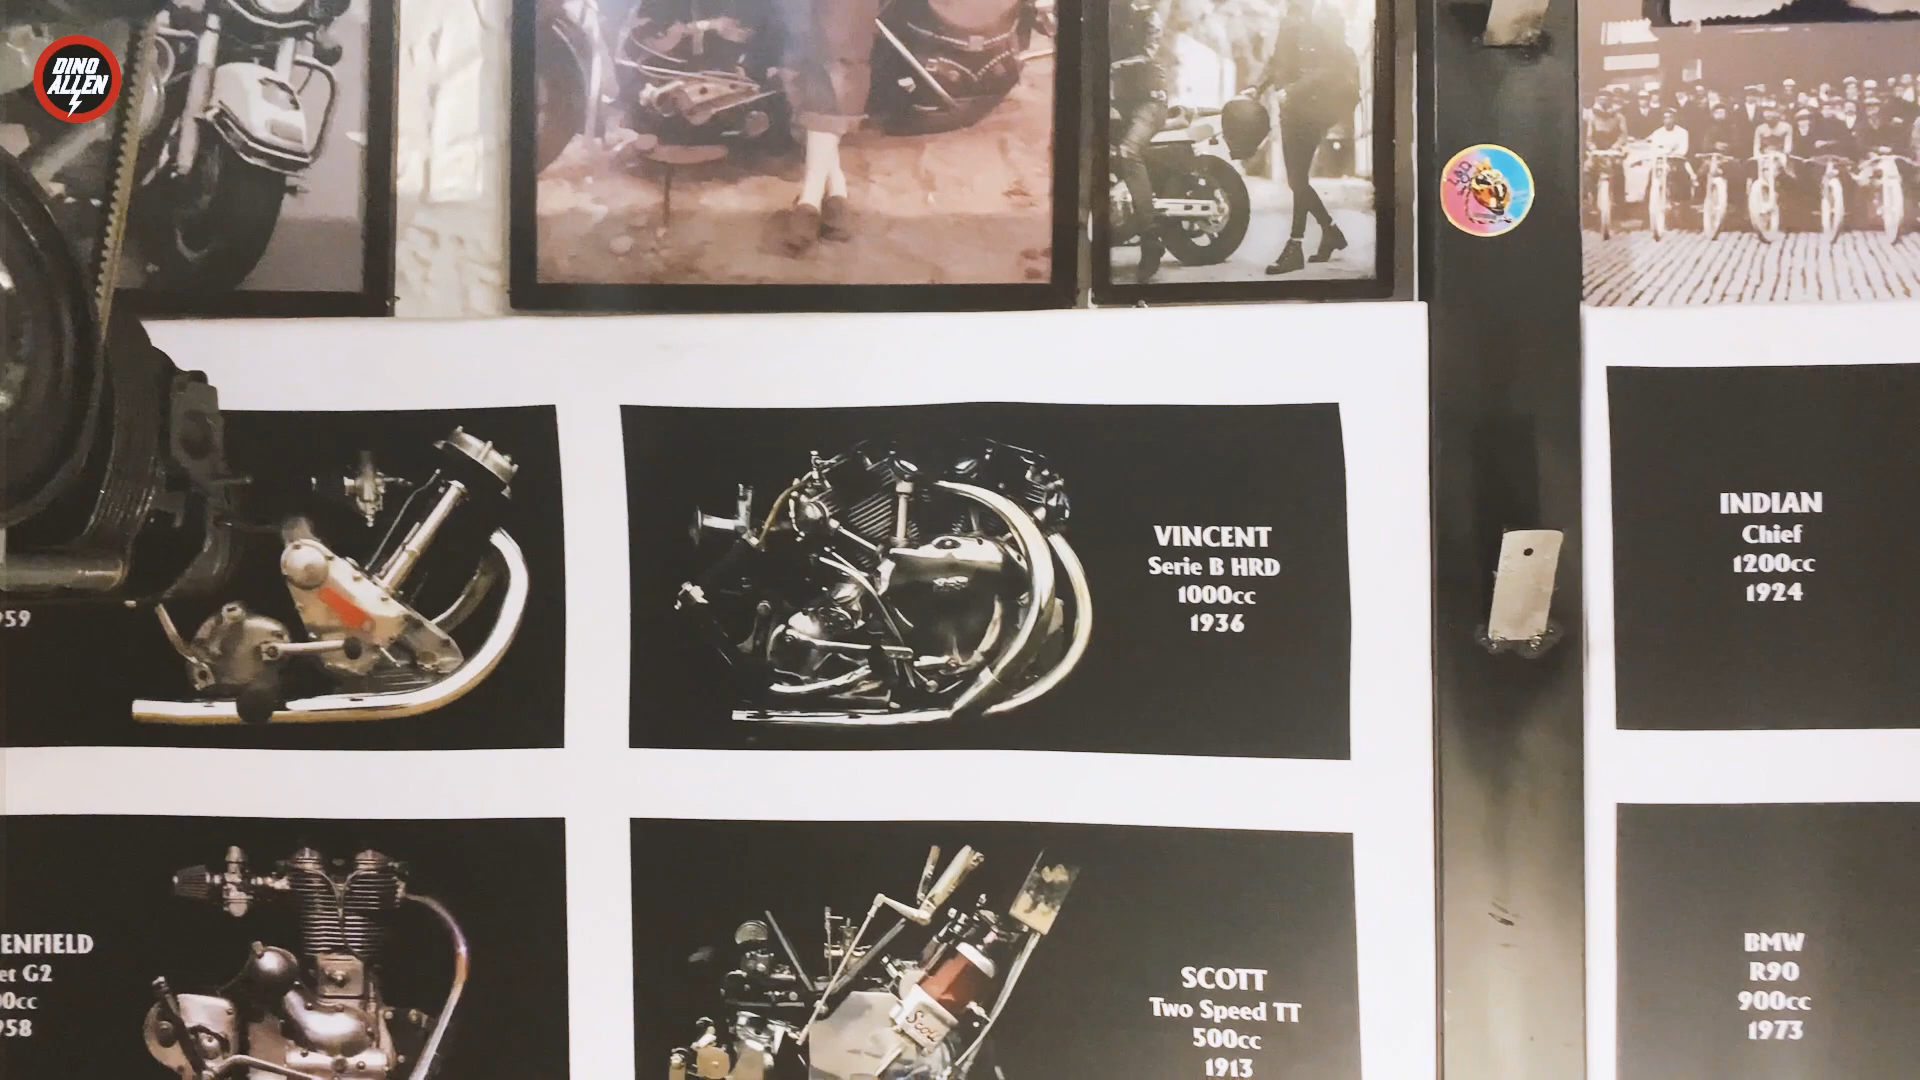 DINO
ALLEN
VINCENT
Serie B HRD
1000cc
1936
INDIAN
Chief
1200cc
1924
ENFIELD
SCOTT
Two Speed TT
500cc
1913
Scott
BMW
R90
900cc
1973